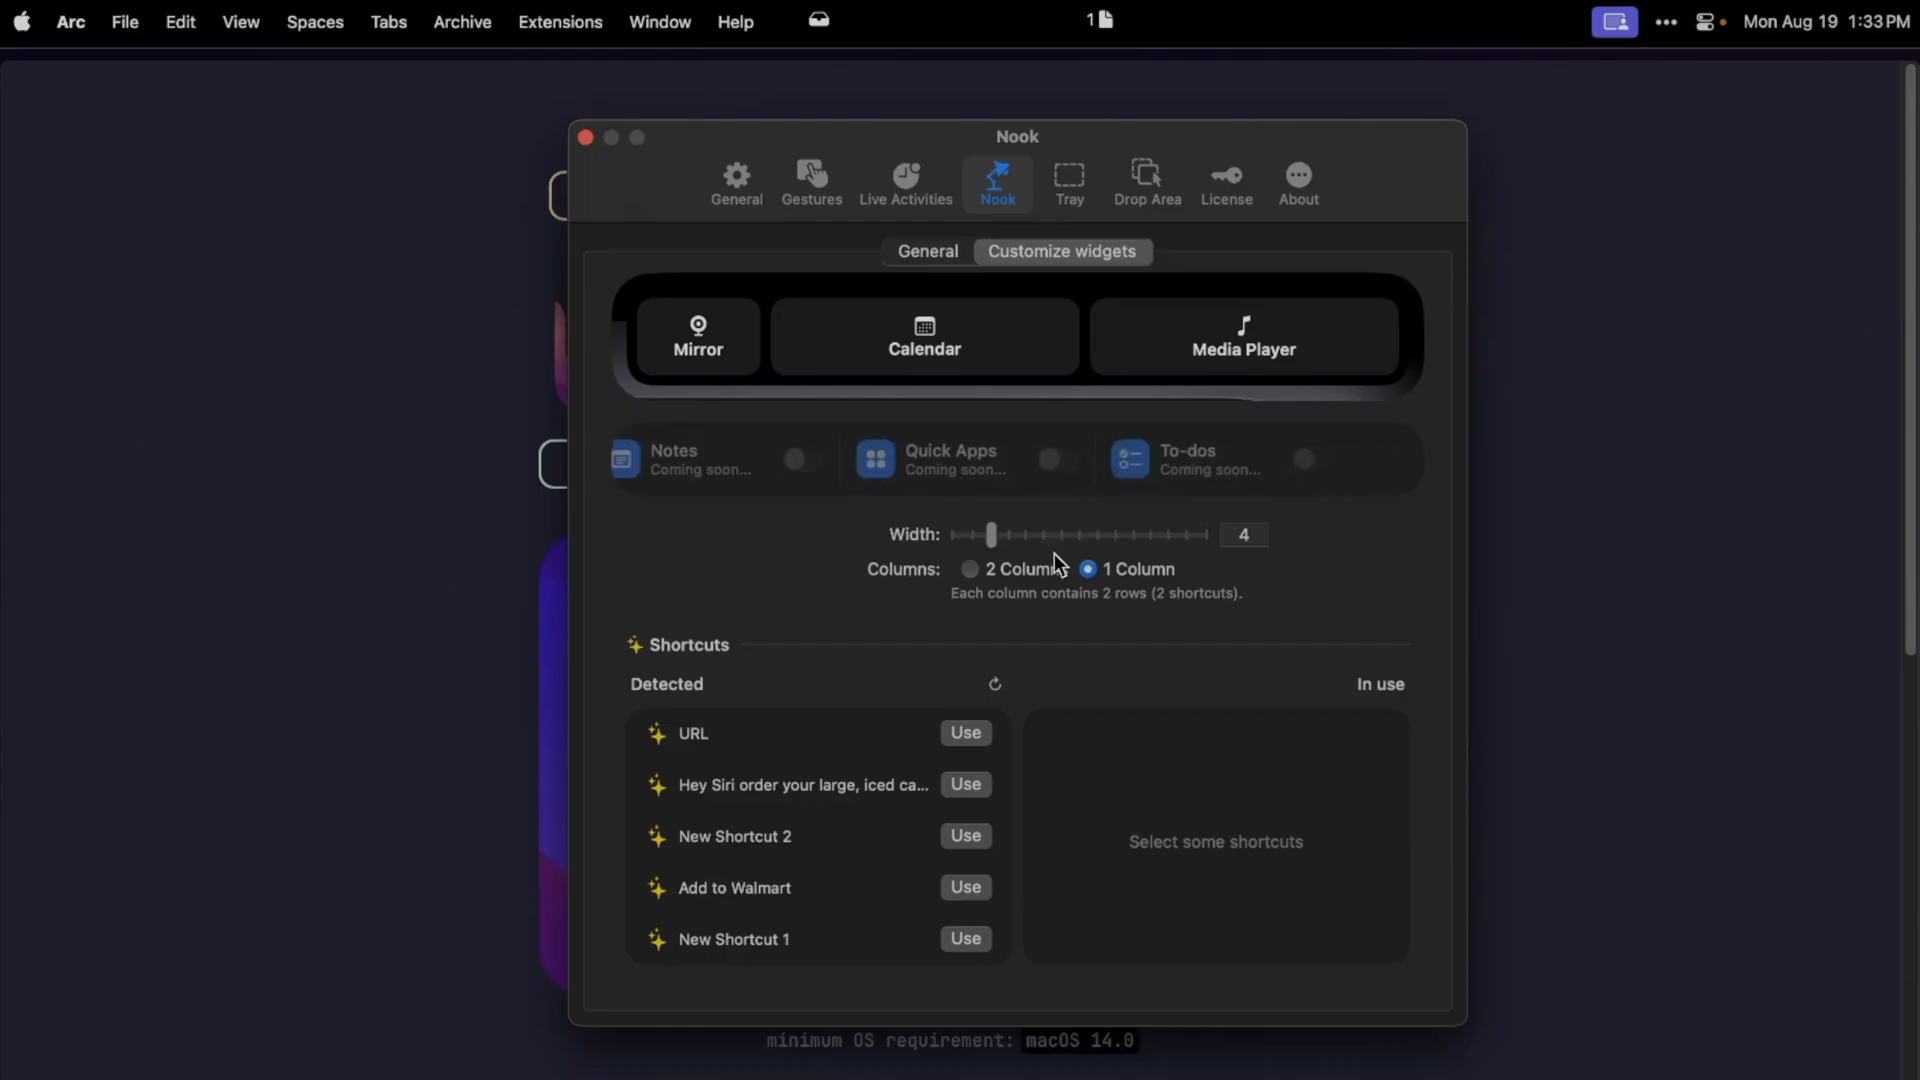 Arc File Edit View Spaces Tabs Archive Extensions Window Help 1 Mon Aug 19 1:33 PM
Nook
General Gestures Live Activities Nook Tray Drop Area License About
General Customize widgets
Mirror Calendar Media Player
Notes Quick Apps To-dos
Coming soon... Coming soon... Coming soon...
Width: 4
Columns: 2 Colum 1 Column
Each column contains 2 rows (2 shortcuts).
Shortcuts
Detected In use
URL Use
Hey Siri order your large, iced ca... Use
New Shortcut 2 Use
Select some shortcuts
Add to Walmart Use
New Shortcut 1 Use
minimum OS requirement: macOS 14.0